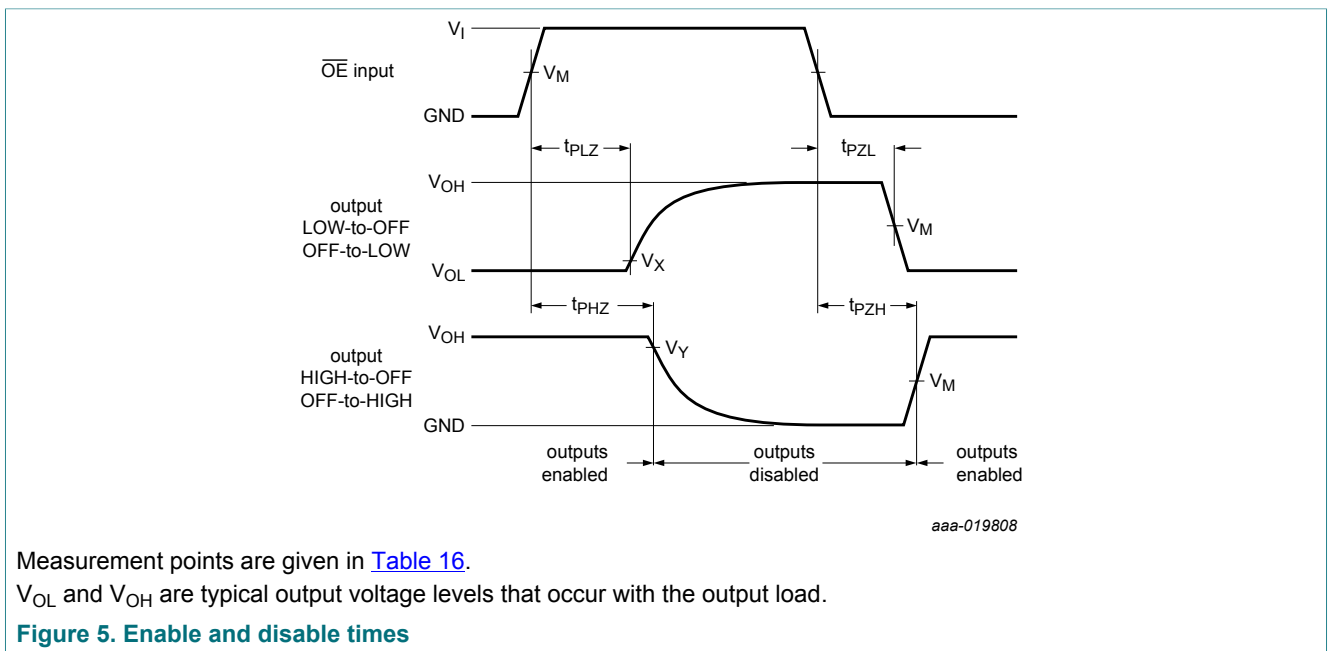 V_I
OE input
V_M
GND
t_PLZ
t_PZL
V_OH
output
LOW-to-OFF
OFF-to-LOW
V_M
V_X
V_OL
t_PHZ
t_PZH
V_OH
output
HIGH-to-OFF
OFF-to-HIGH
V_Y
V_M
GND
outputs
enabled
outputs
disabled
outputs
enabled
aaa-019808
Measurement points are given in Table 16.
V_OL and V_OH are typical output voltage levels that occur with the output load.
Figure 5. Enable and disable times